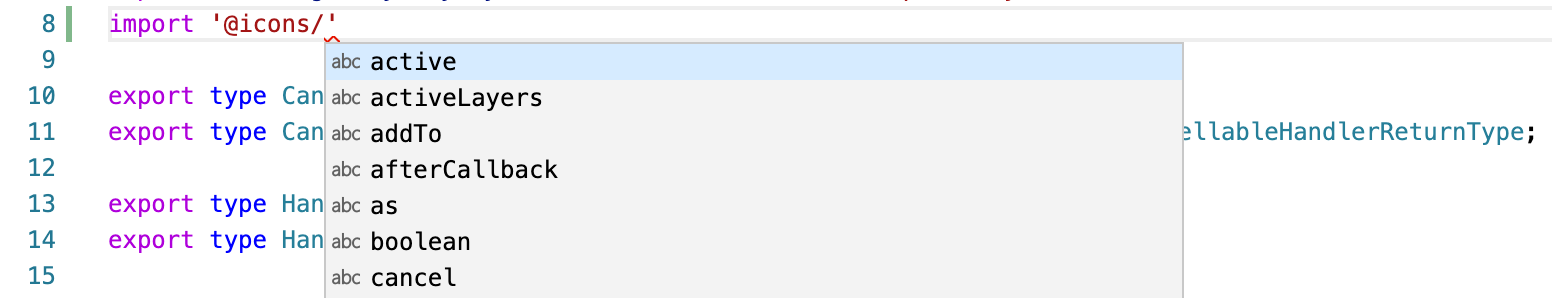 8 import '@icons/'
9 abc active
10 export type Can abc activeLayers
11 export type Can abc addTo ellableHandlerReturnType;
12 abc afterCallback
13 export type Han abc as
14 export type Han abc boolean
15 abc cancel